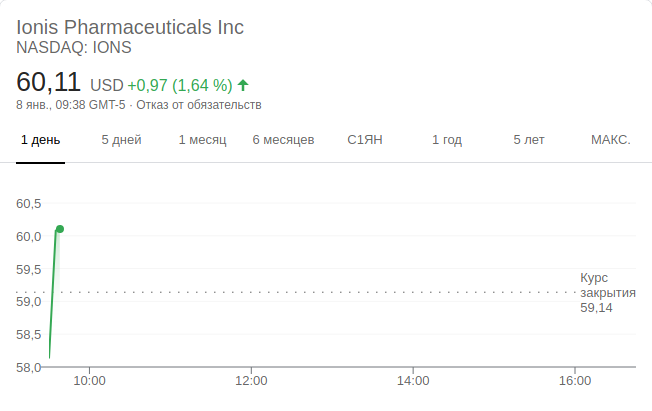 Ionis Pharmaceuticals Inc
NASDAQ: IONS
60,11 USD +0,97 (1,64 %)
8 янв., 09:38 GMT-5 · Отказ от обязательств
1 день 5 дней 1 месяц 6 месяцев С1ЯН 1 год 5 лет МАКС.
60,5
60,0
59,5
Курс
закрытия
59,14
59,0
58,5
58,0
10:00 12:00 14:00 16:00